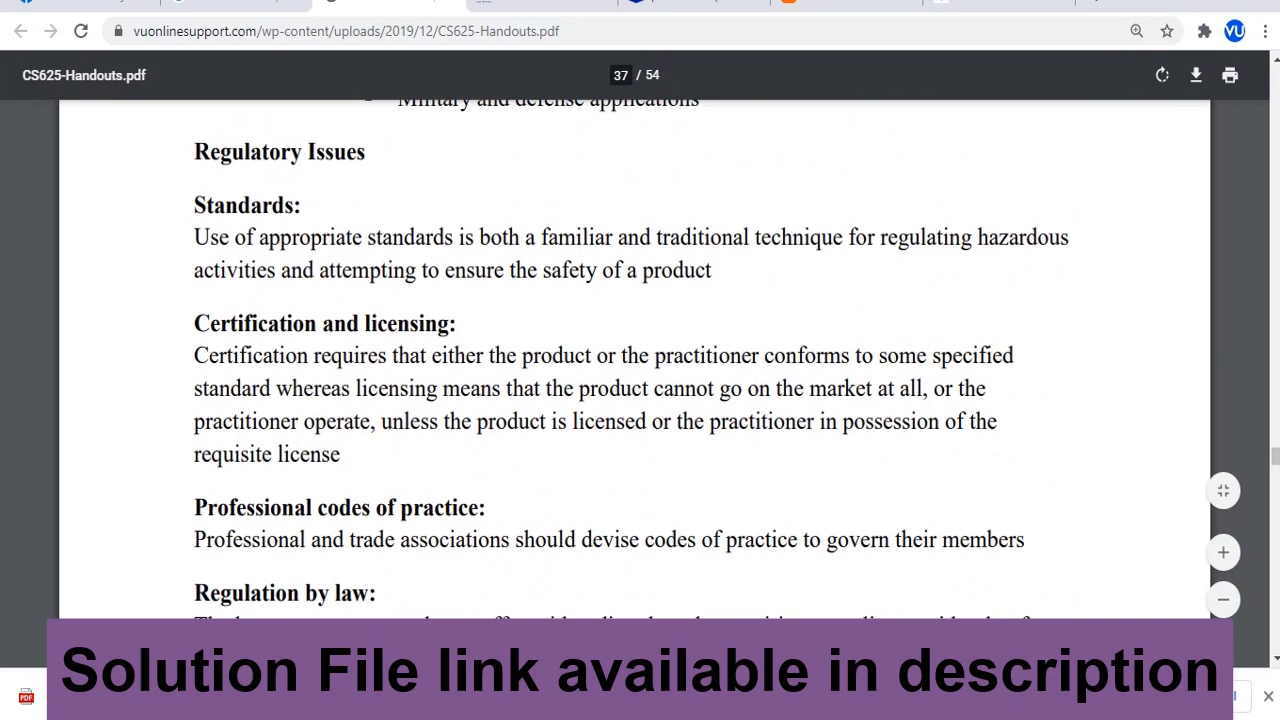 vuonlinesupport.com/wp-content/uploads/2019/12/CS625-Handouts.pdf
VU
CS625-Handouts.pdf
37 / 54
Military and defense applications
Regulatory Issues
Standards:
Use of appropriate standards is both a familiar and traditional technique for regulating hazardous
activities and attempting to ensure the safety of a product
Certification and licensing:
Certification requires that either the product or the practitioner conforms to some specified
standard whereas licensing means that the product cannot go on the market at all, or the
practitioner operate, unless the product is licensed or the practitioner in possession of the
requisite license
Professional codes of practice:
Professional and trade associations should devise codes of practice to govern their members
Regulation by law:
Solution File link available in description
PDF